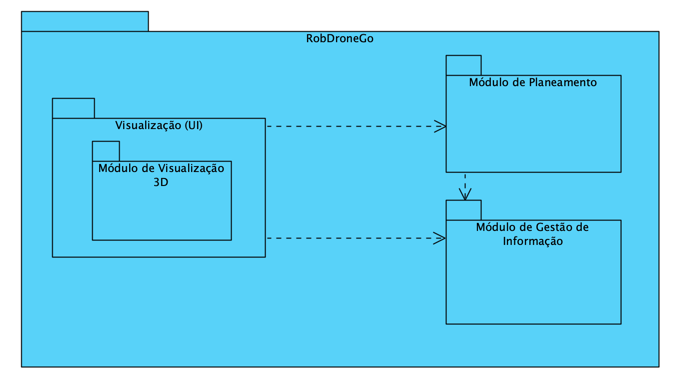 RobDroneGo
Visualização (UI)
Módulo de Visualização
3D
Módulo de Planeamento
Módulo de Gestão de
Informação